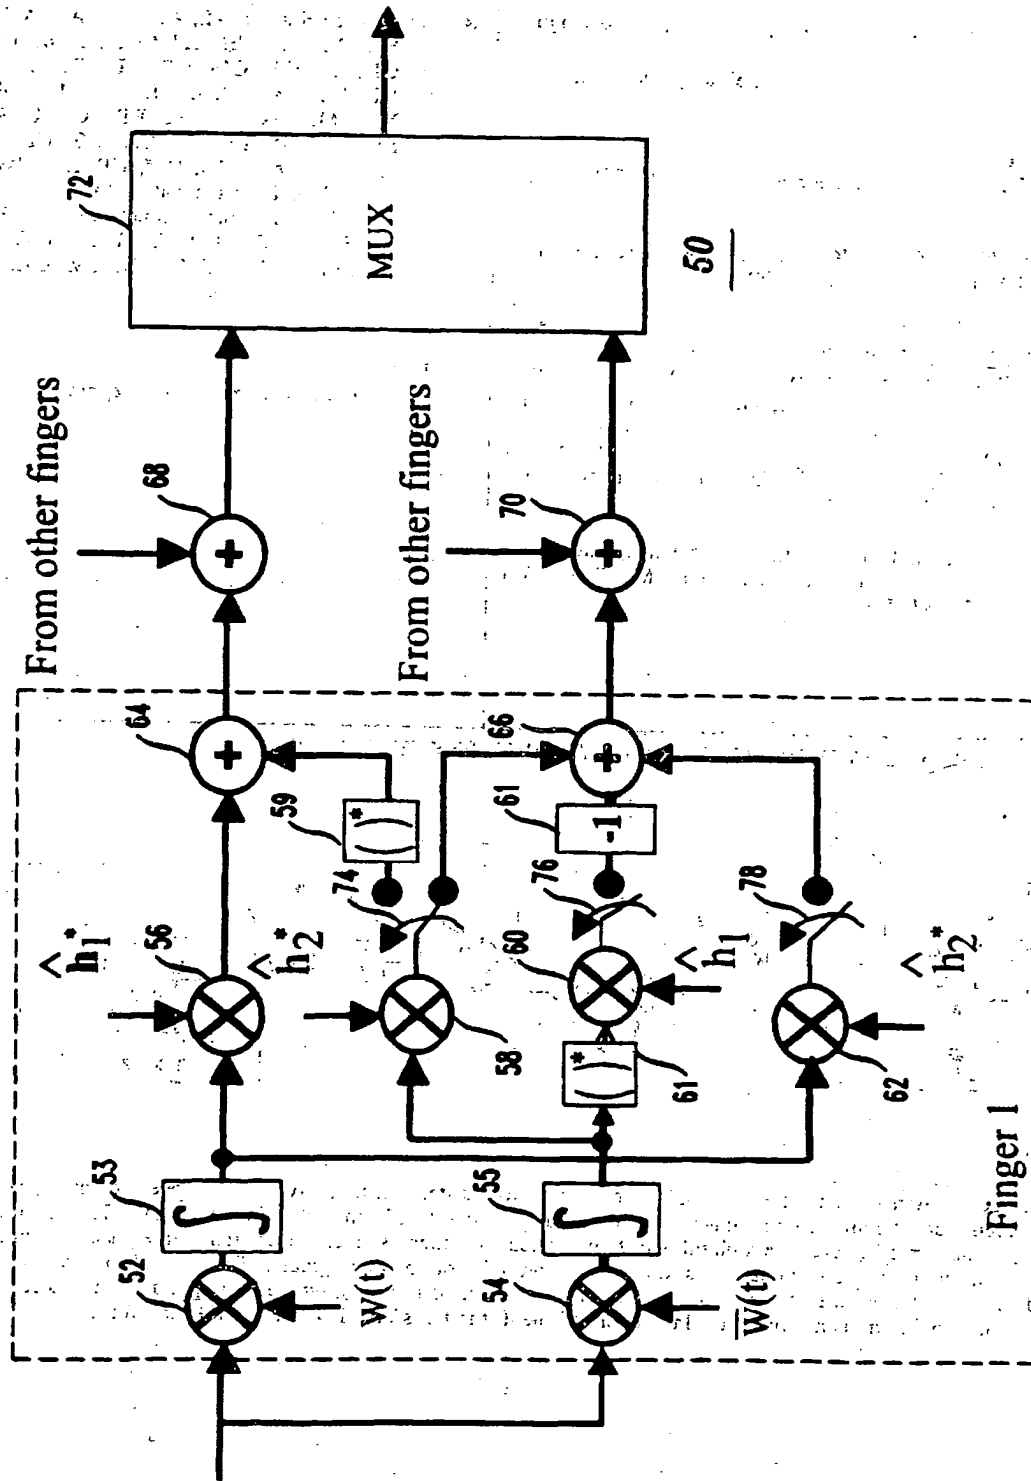 From other fingers
From other fingers
72
MUX
50
68
70
64
66
59
( )*
74
61
-1
76
78
ĥ₁*
56
ĥ₂*
58
60
ĥ₁
( )*
61
ĥ₂*
62
53
∫
55
∫
52
W(t)
54
W̅(t)
Finger 1